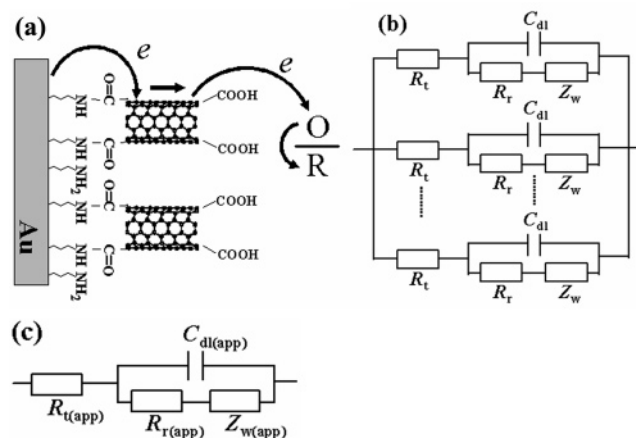 (a)
e
e
O=C
NH
COOH
NH
C=O
COOH
O
R
NH₂
O=C
NH
COOH
NH
C=O
COOH
NH₂
Au
(b)
Cdl
Rt
Rr
Zw
Cdl
Rt
Rr
Zw
Cdl
Rt
Rr
Zw
(c)
Cdl(app)
Rt(app)
Rr(app)
Zw(app)